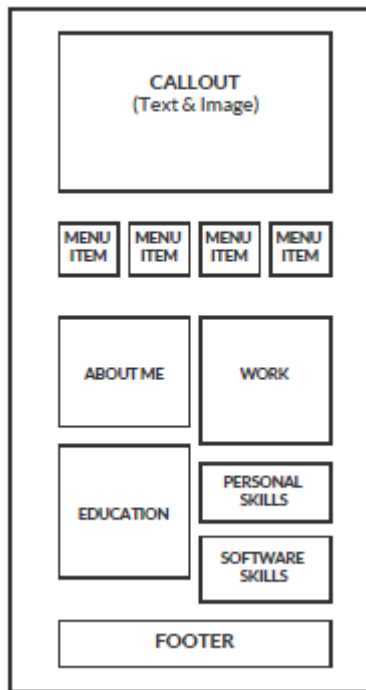 CALLOUT
(Text & Image)
MENU
ITEM
MENU
ITEM
MENU
ITEM
MENU
ITEM
ABOUT ME
WORK
EDUCATION
PERSONAL
SKILLS
SOFTWARE
SKILLS
FOOTER